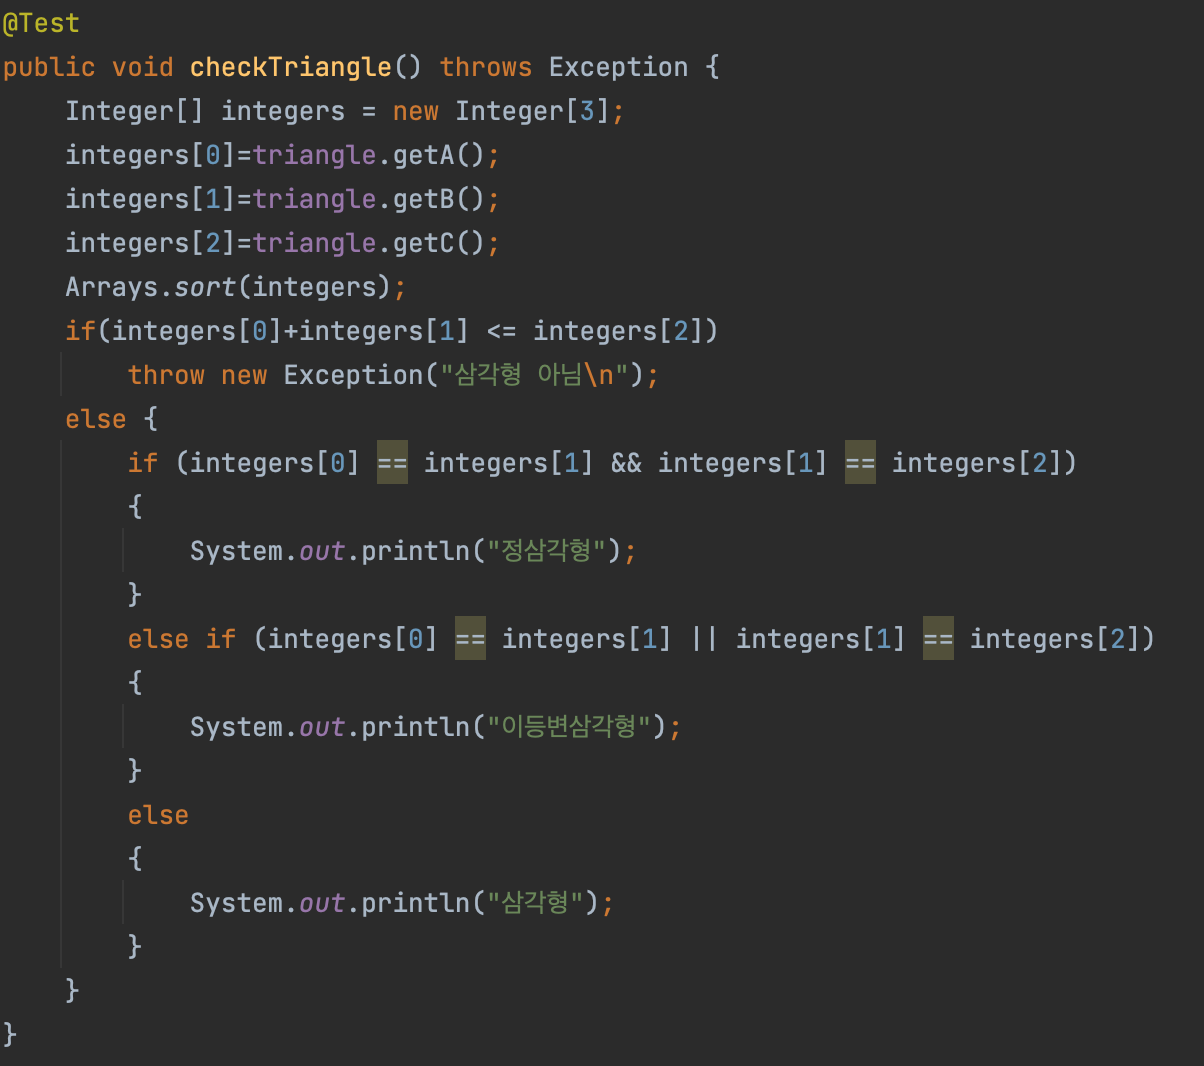 @Test
public void checkTriangle() throws Exception {
    Integer[] integers = new Integer[3];
    integers[0]=triangle.getA();
    integers[1]=triangle.getB();
    integers[2]=triangle.getC();
    Arrays.sort(integers);
    if(integers[0]+integers[1] <= integers[2])
        throw new Exception("삼각형 아님\n");
    else {
        if (integers[0] == integers[1] && integers[1] == integers[2])
        {
            System.out.println("정삼각형");
        }
        else if (integers[0] == integers[1] || integers[1] == integers[2])
        {
            System.out.println("이등변삼각형");
        }
        else
        {
            System.out.println("삼각형");
        }
    }
}